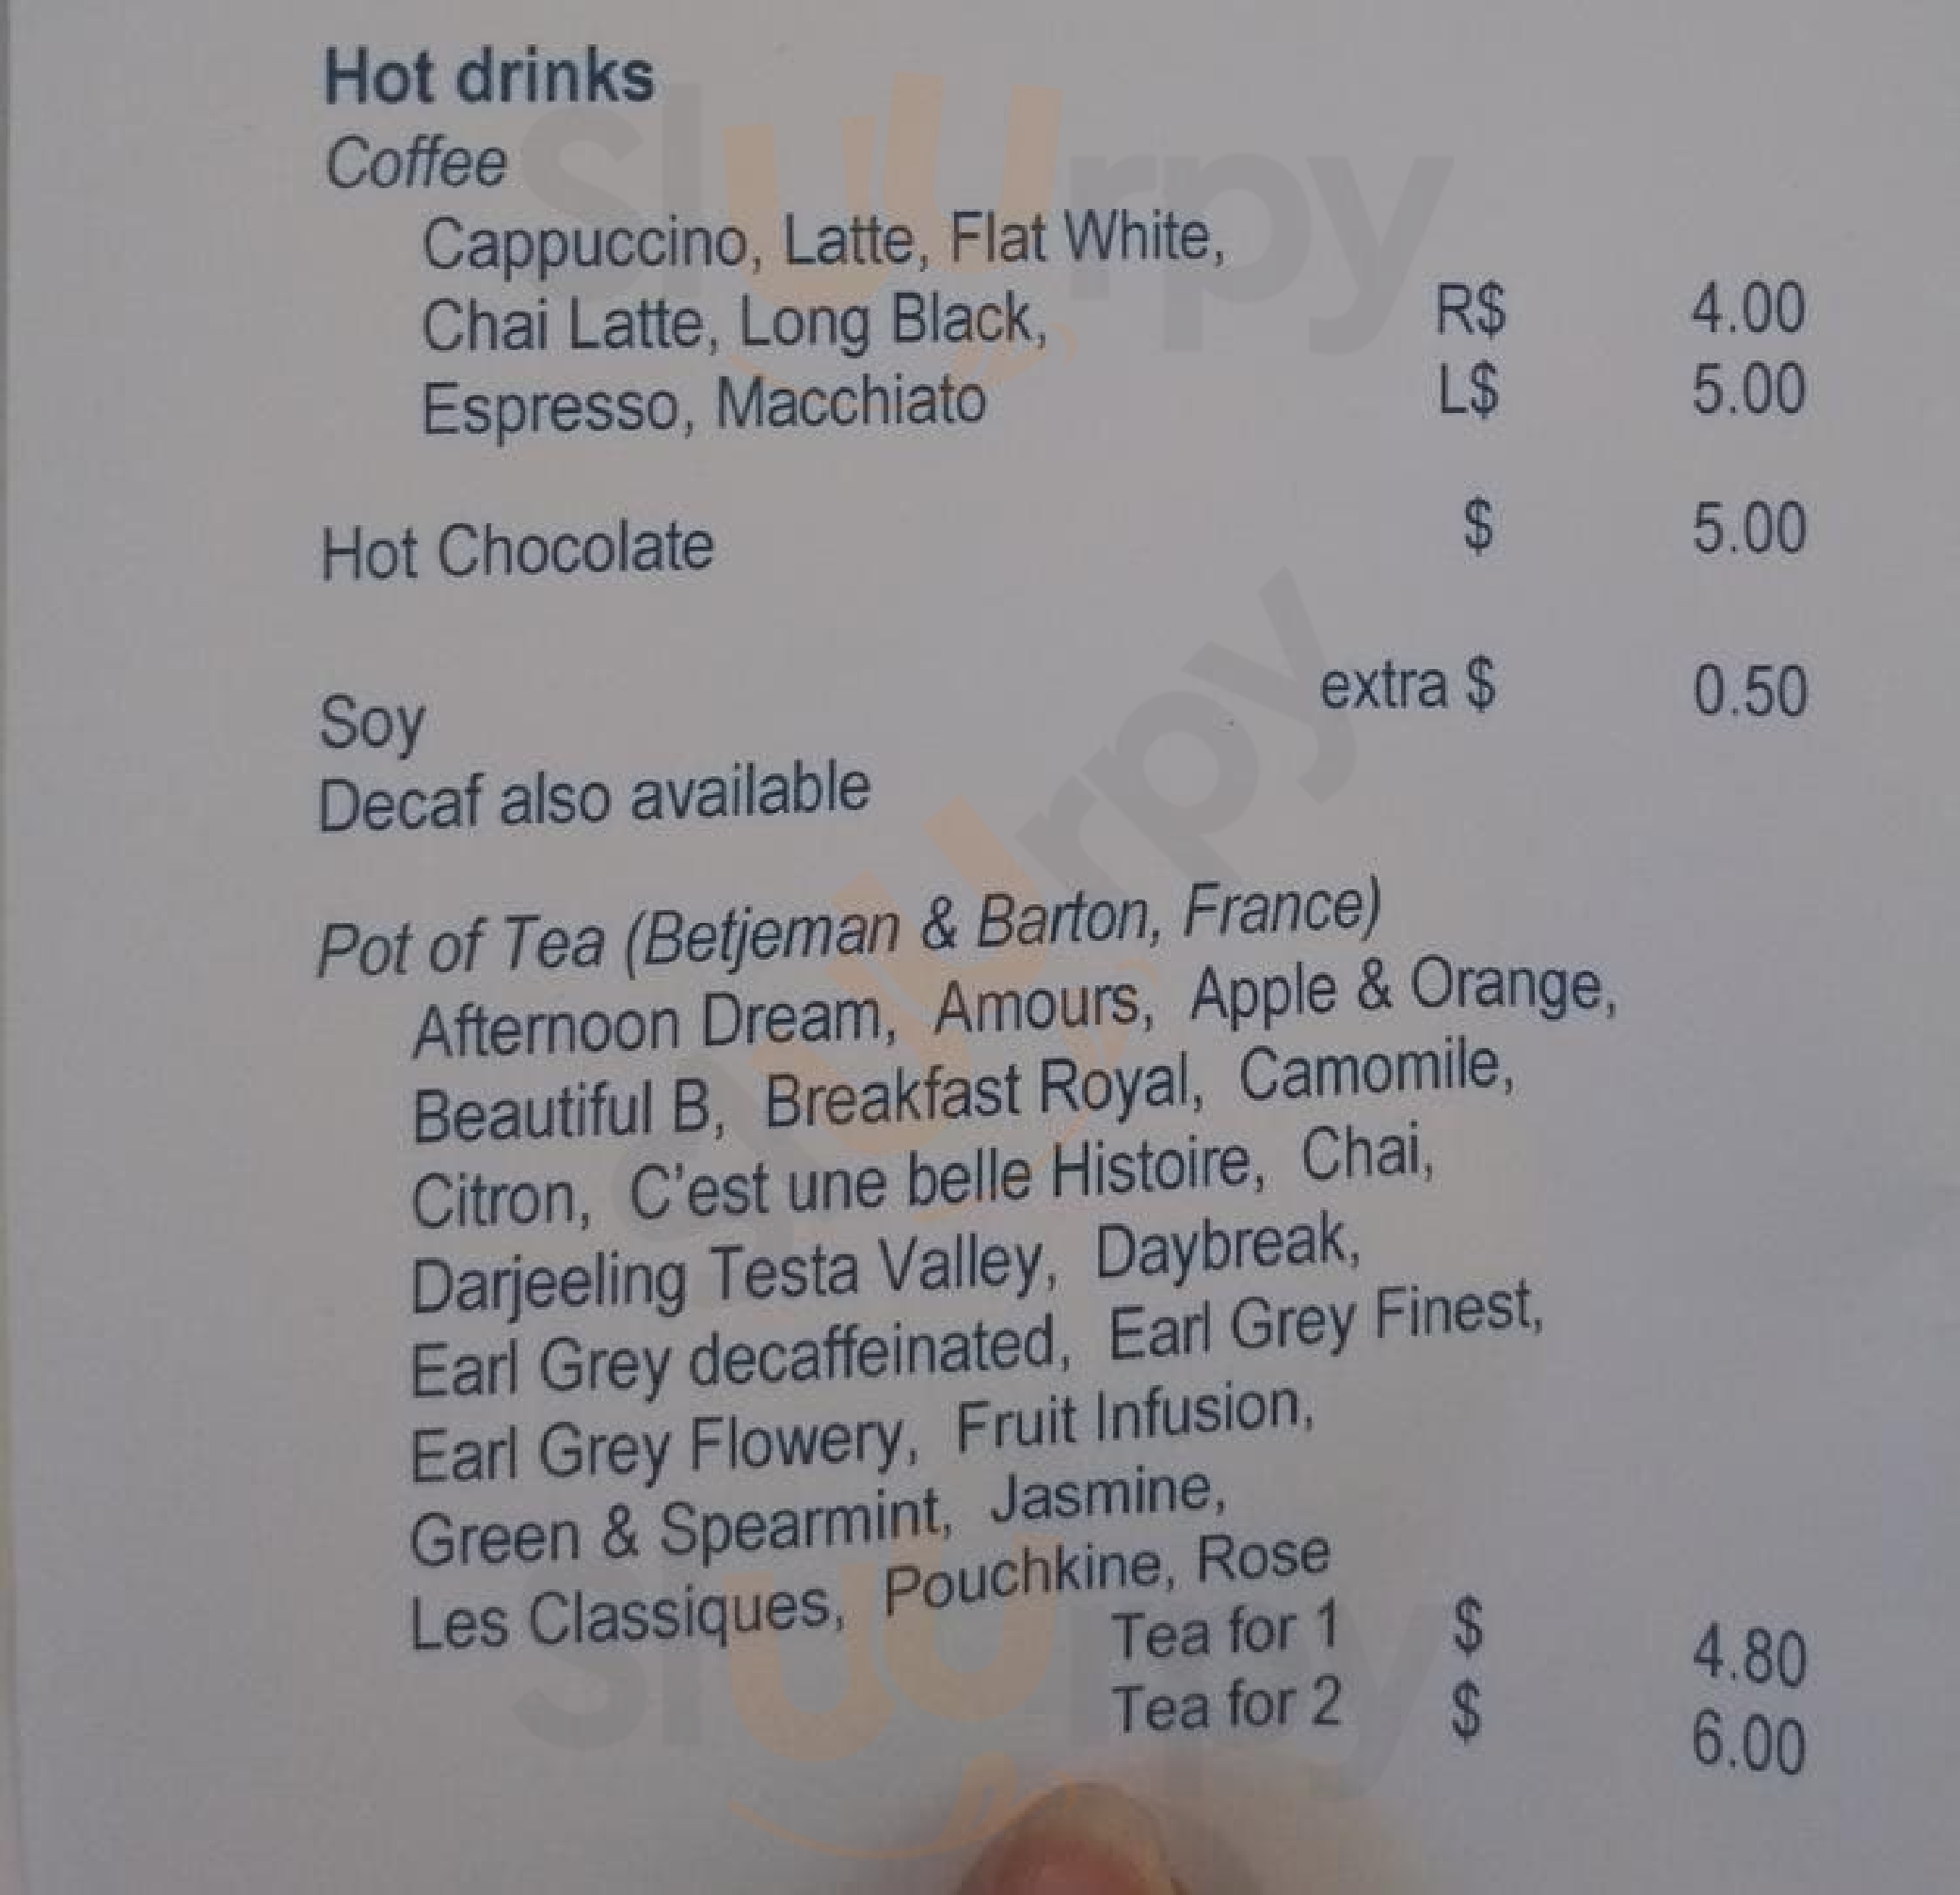 Hot drinks
Coffee
Cappuccino, Latte, Flat White,
Chai Latte, Long Black, R$ 4.00
Espresso, Macchiato L$ 5.00
Hot Chocolate $ 5.00
Soy extra $ 0.50
Decaf also available
Pot of Tea (Betjeman & Barton, France)
Afternoon Dream, Amours, Apple & Orange,
Beautiful B, Breakfast Royal, Camomile,
Citron, C'est une belle Histoire, Chai,
Darjeeling Testa Valley, Daybreak,
Earl Grey decaffeinated, Earl Grey Finest,
Earl Grey Flowery, Fruit Infusion,
Green & Spearmint, Jasmine,
Les Classiques, Pouchkine, Rose
Tea for 1 $ 4.80
Tea for 2 $ 6.00
sluurpy
sluurpy
sluurpy